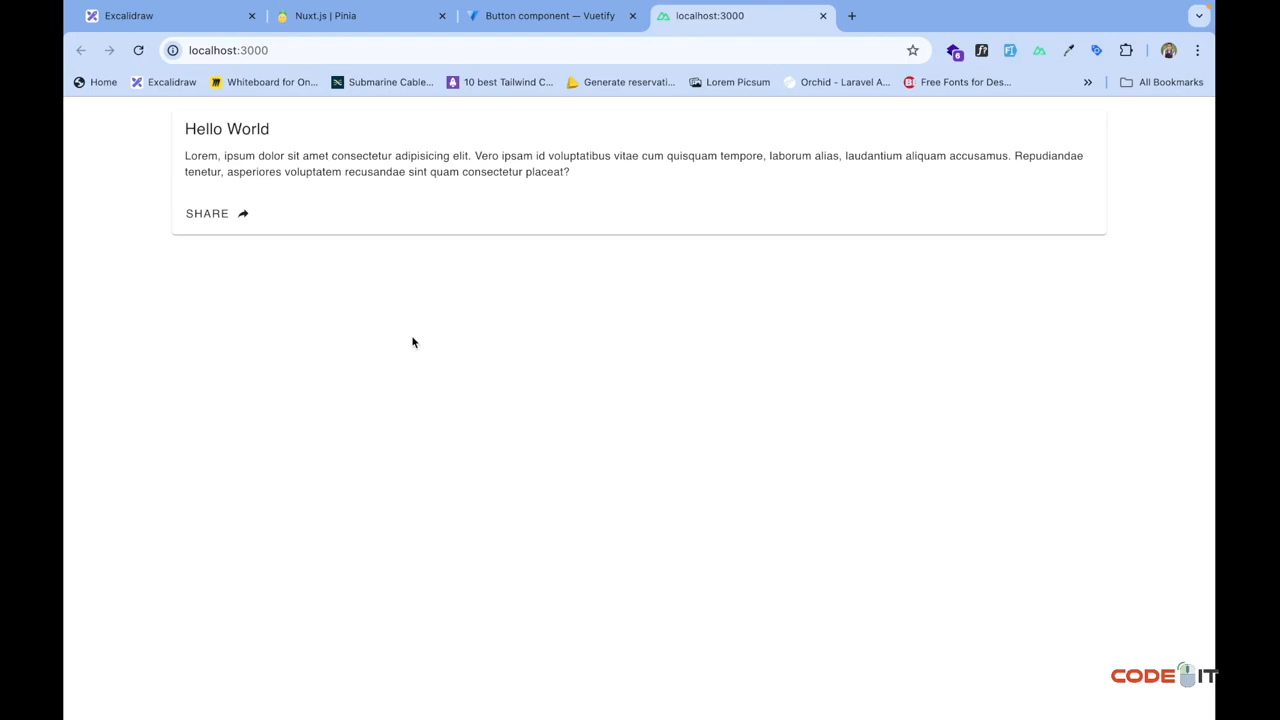 Excalidraw
Nuxt.js | Pinia
Button component — Vuetify
localhost:3000
localhost:3000
Home
Excalidraw
Whiteboard for On...
Submarine Cable...
10 best Tailwind C...
Generate reservati...
Lorem Picsum
Orchid - Laravel A...
Free Fonts for Des...
All Bookmarks
Hello World
Lorem, ipsum dolor sit amet consectetur adipisicing elit. Vero ipsam id voluptatibus vitae cum quisquam tempore, laborum alias, laudantium aliquam accusamus. Repudiandae
tenetur, asperiores voluptatem recusandae sint quam consectetur placeat?
SHARE
CODE IT